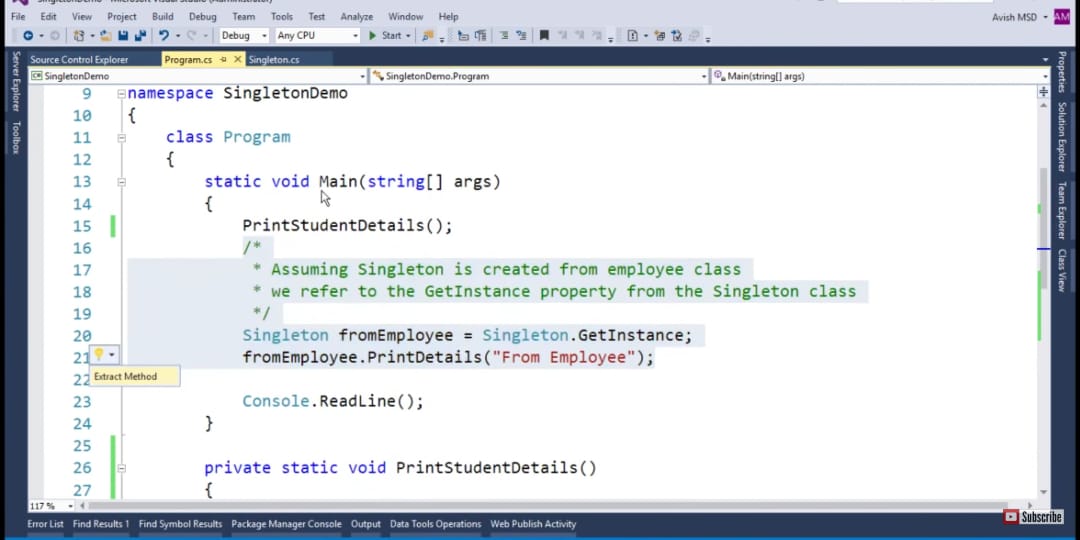 SingletonDemo - Microsoft Visual Studio (Administrator)
Avish MSD AM
File Edit View Project Build Debug Team Tools Test Analyze Window Help
Debug Any CPU Start
Source Control Explorer Program.cs Singleton.cs
SingletonDemo SingletonDemo.Program Main(string[] args)
Server Explorer
Toolbox
Properties
Solution Explorer
Team Explorer
Class View
9 namespace SingletonDemo
10 {
11 class Program
12 {
13 static void Main(string[] args)
14 {
15 PrintStudentDetails();
16 /*
17 * Assuming Singleton is created from employee class
18 * we refer to the GetInstance property from the Singleton class
19 */
20 Singleton fromEmployee = Singleton.GetInstance;
21 fromEmployee.PrintDetails("From Employee");
Extract Method
22
23 Console.ReadLine();
24 }
25
26 private static void PrintStudentDetails()
27 {
117 %
Subscribe
Error List Find Results 1 Find Symbol Results Package Manager Console Output Data Tools Operations Web Publish Activity